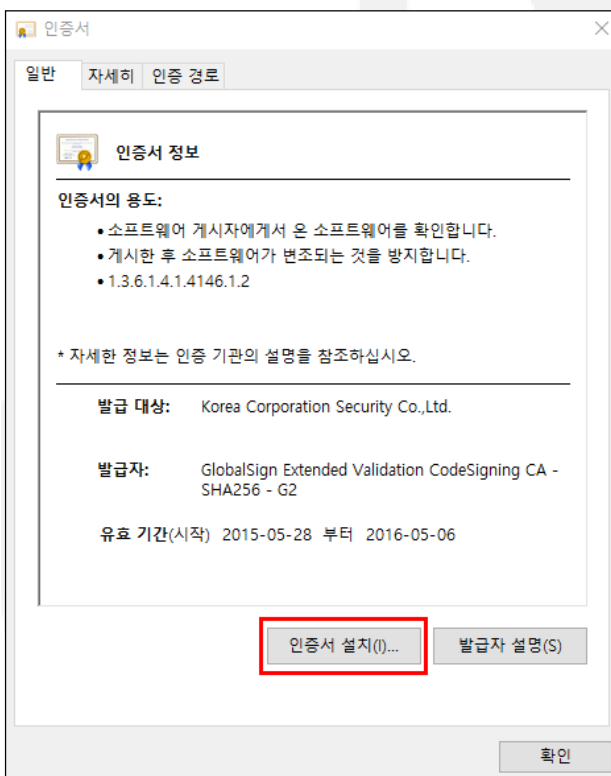 인증서
일반 자세히 인증 경로
인증서 정보
인증서의 용도:
•소프트웨어 게시자에게서 온 소프트웨어를 확인합니다.
•게시한 후 소프트웨어가 변조되는 것을 방지합니다.
•1.3.6.1.4.1.4146.1.2
* 자세한 정보는 인증 기관의 설명을 참조하십시오.
발급 대상: Korea Corporation Security Co.,Ltd.
발급자: GlobalSign Extended Validation CodeSigning CA -
SHA256 - G2
유효 기간(시작) 2015-05-28 부터 2016-05-06
인증서 설치(I)... 발급자 설명(S)
확인